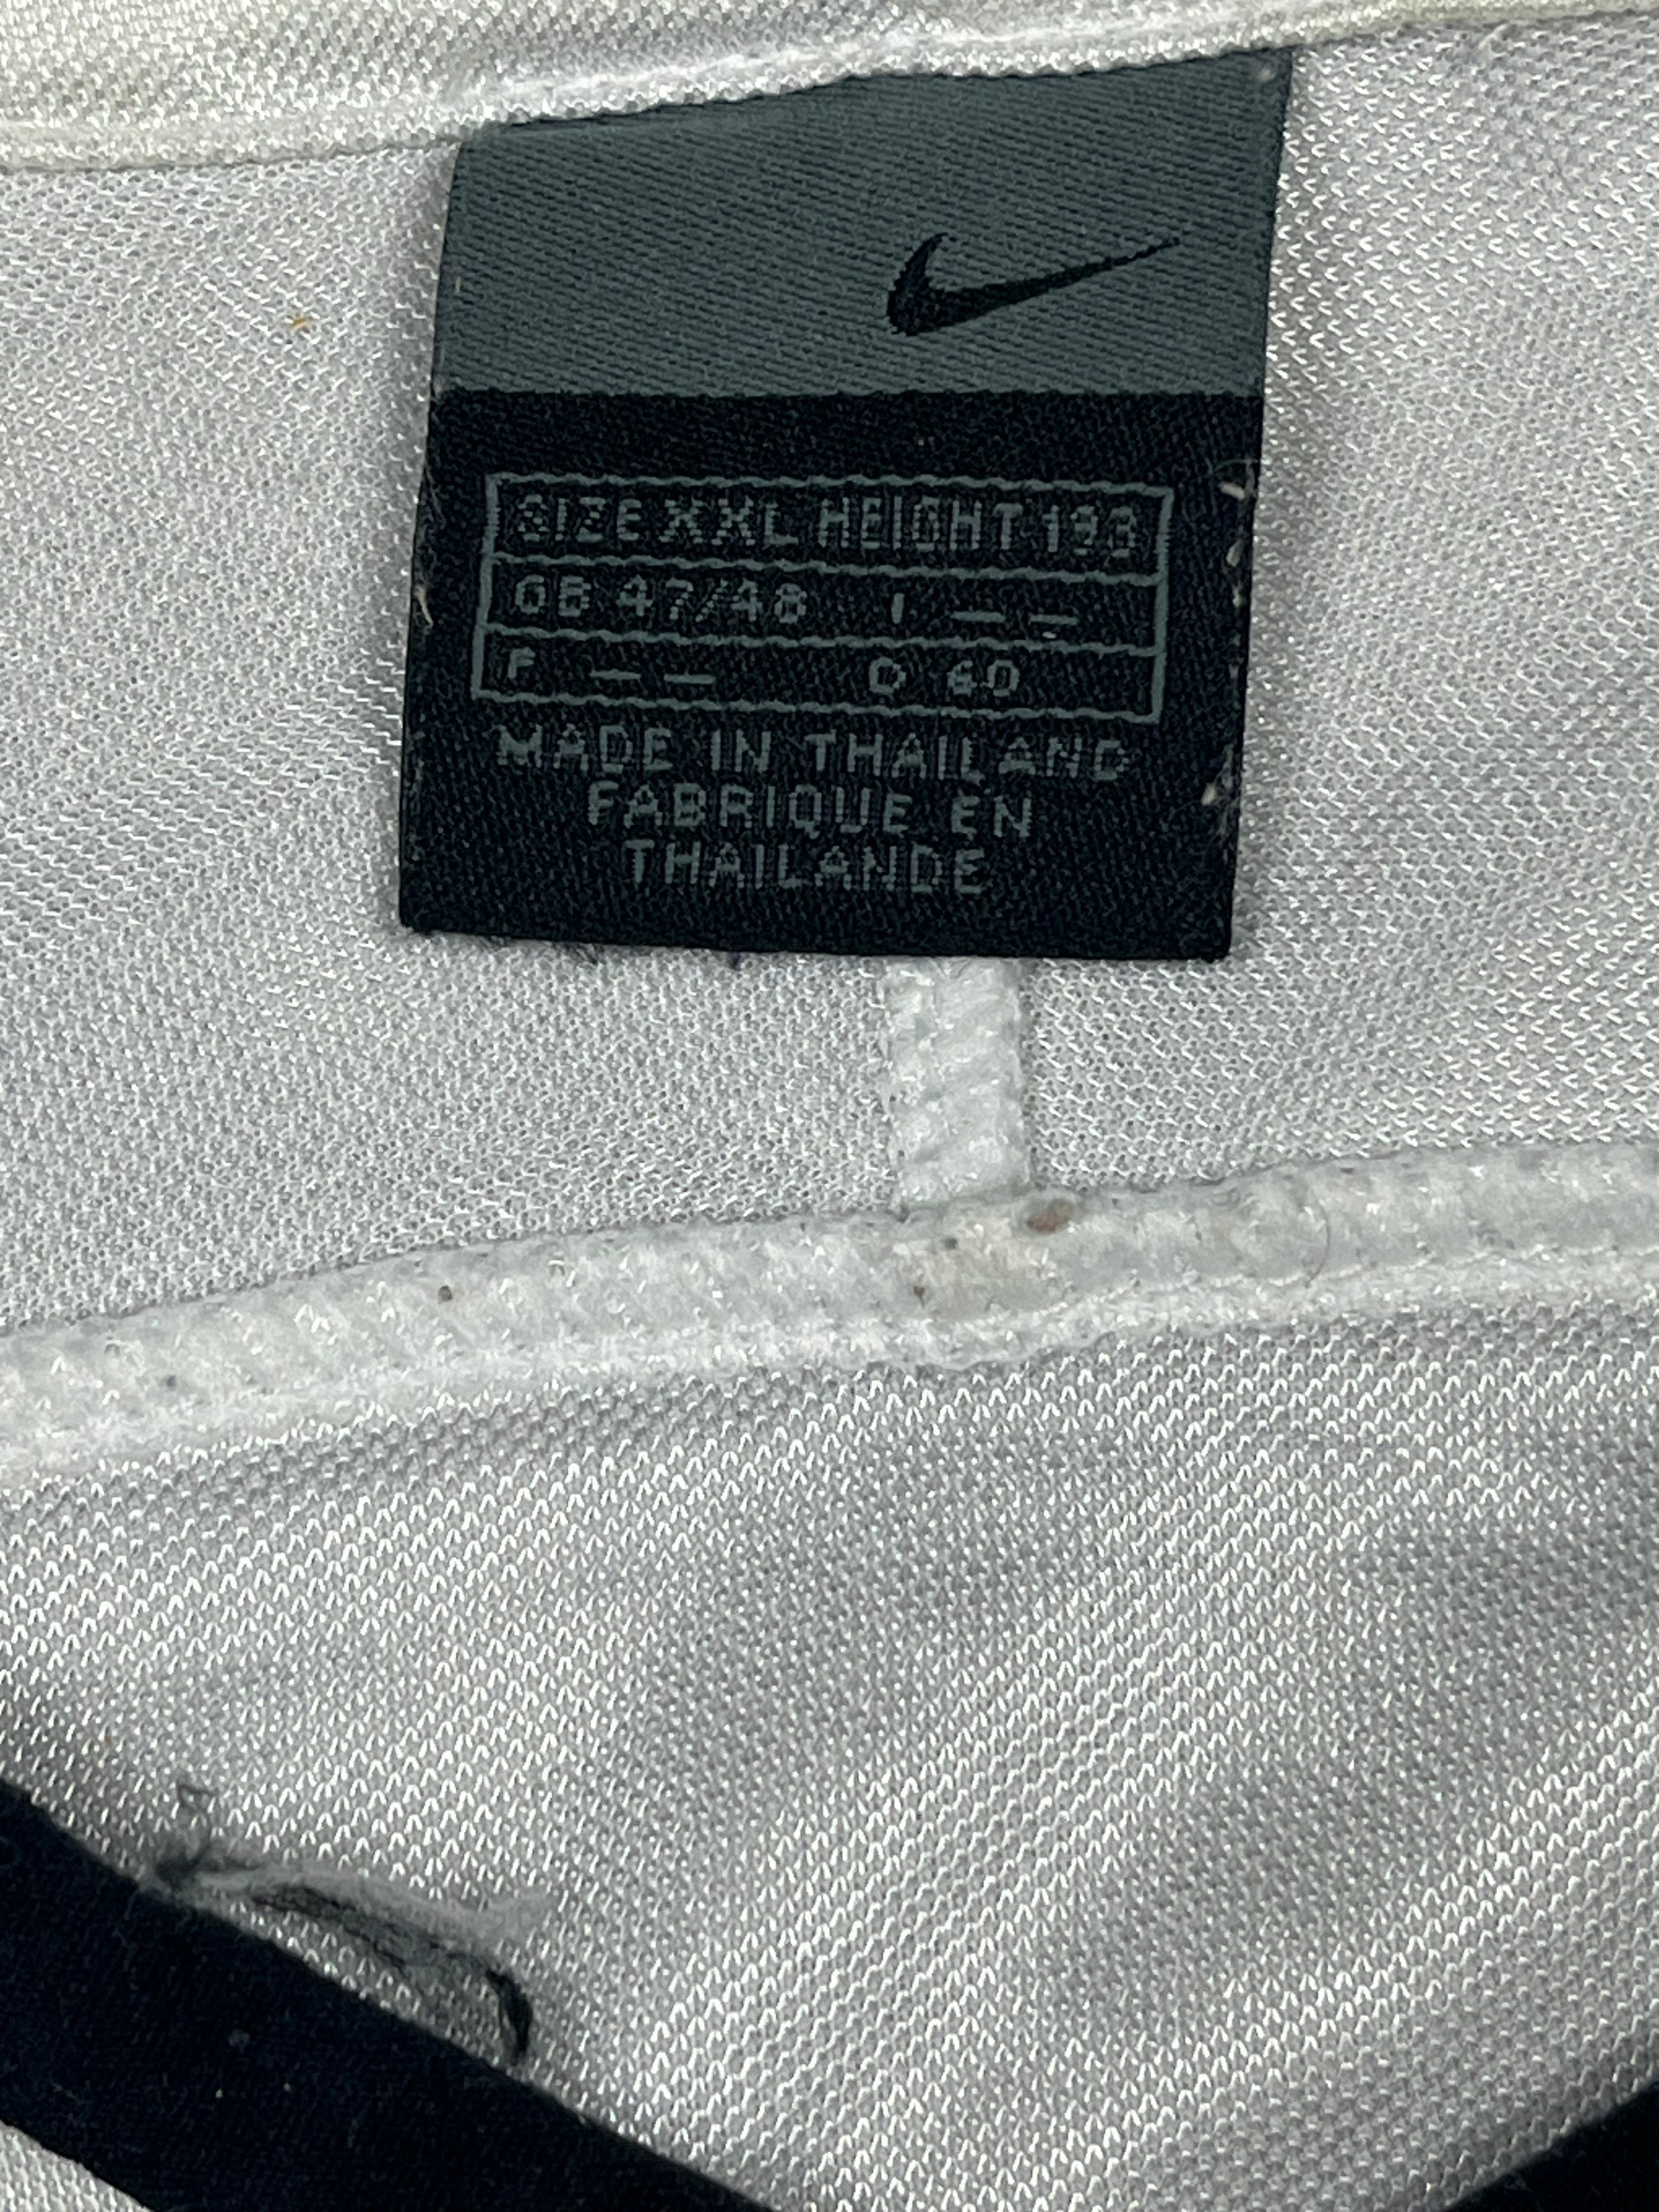 SIZE XXL HEIGHT 193
GB 47/48 I — —
F — — D 60
MADE IN THAILAND
FABRIQUE EN
THAILANDE